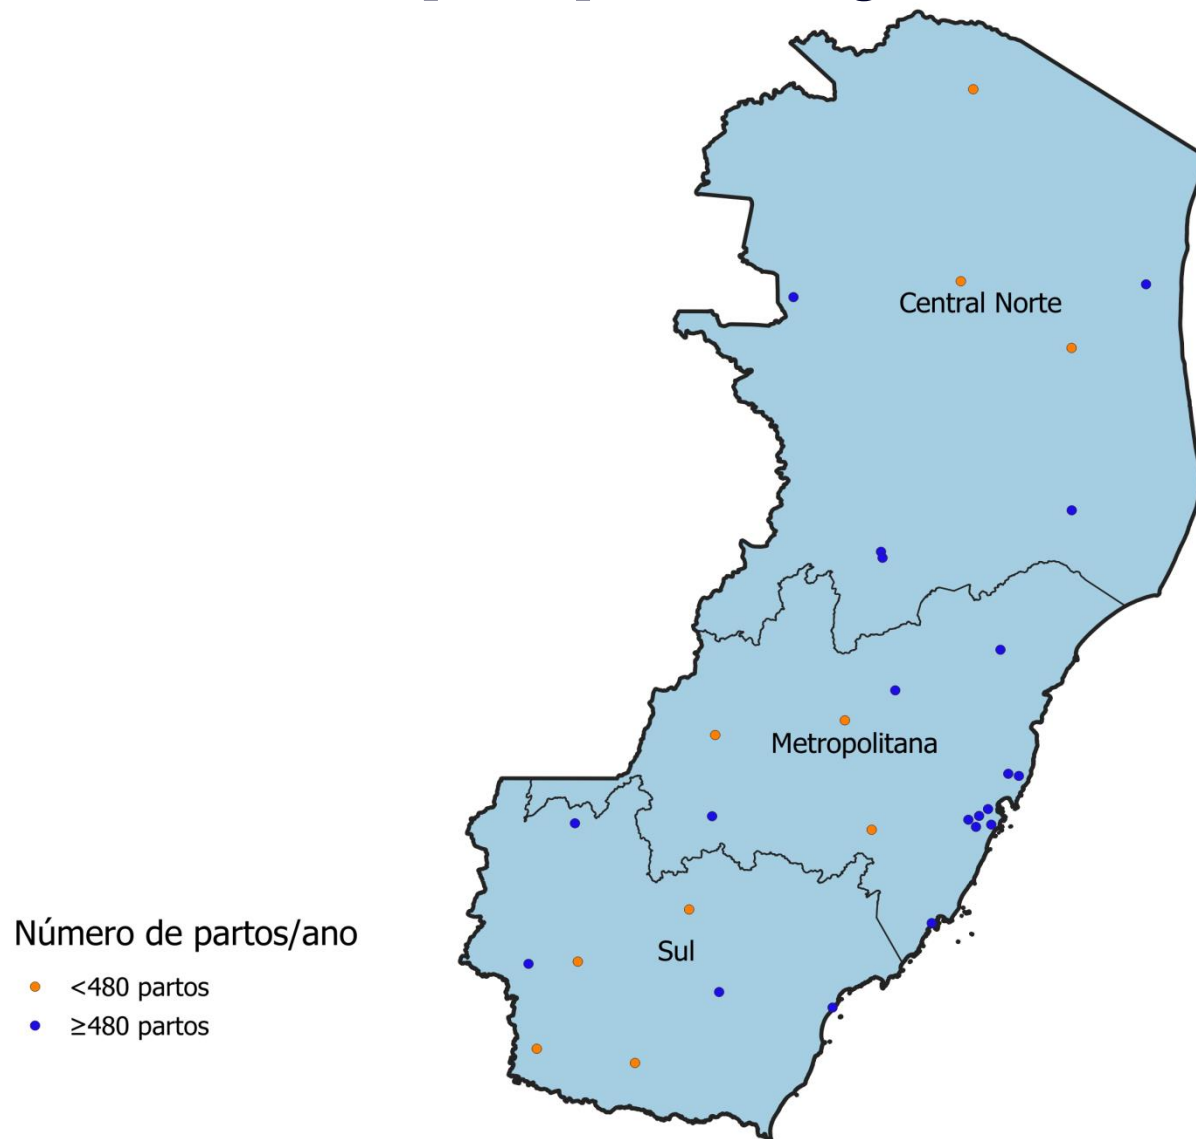 Central Norte
Metropolitana
Sul
Número de partos/ano
<480 partos
≥480 partos